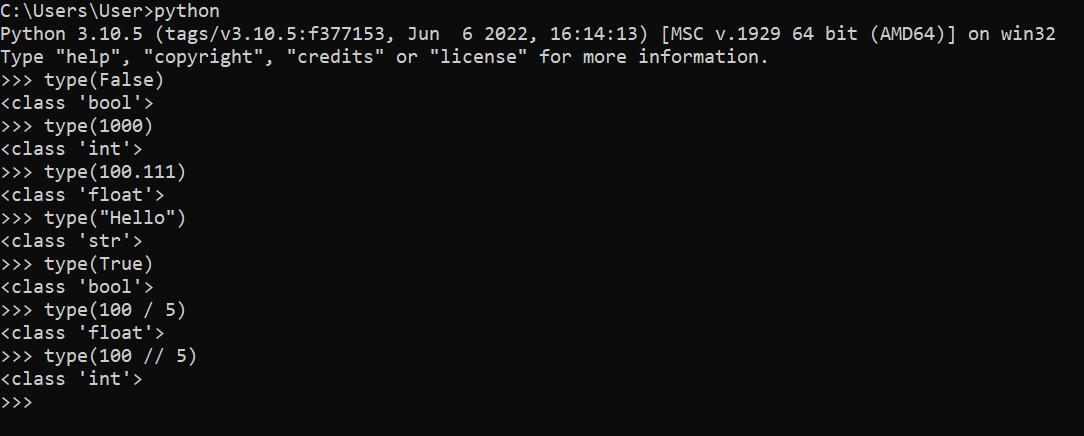 C:\Users\User>python
Python 3.10.5 (tags/v3.10.5:f377153, Jun  6 2022, 16:14:13) [MSC v.1929 64 bit (AMD64)] on win32
Type "help", "copyright", "credits" or "license" for more information.
>>> type(False)
<class 'bool'>
>>> type(1000)
<class 'int'>
>>> type(100.111)
<class 'float'>
>>> type("Hello")
<class 'str'>
>>> type(True)
<class 'bool'>
>>> type(100 / 5)
<class 'float'>
>>> type(100 // 5)
<class 'int'>
>>>